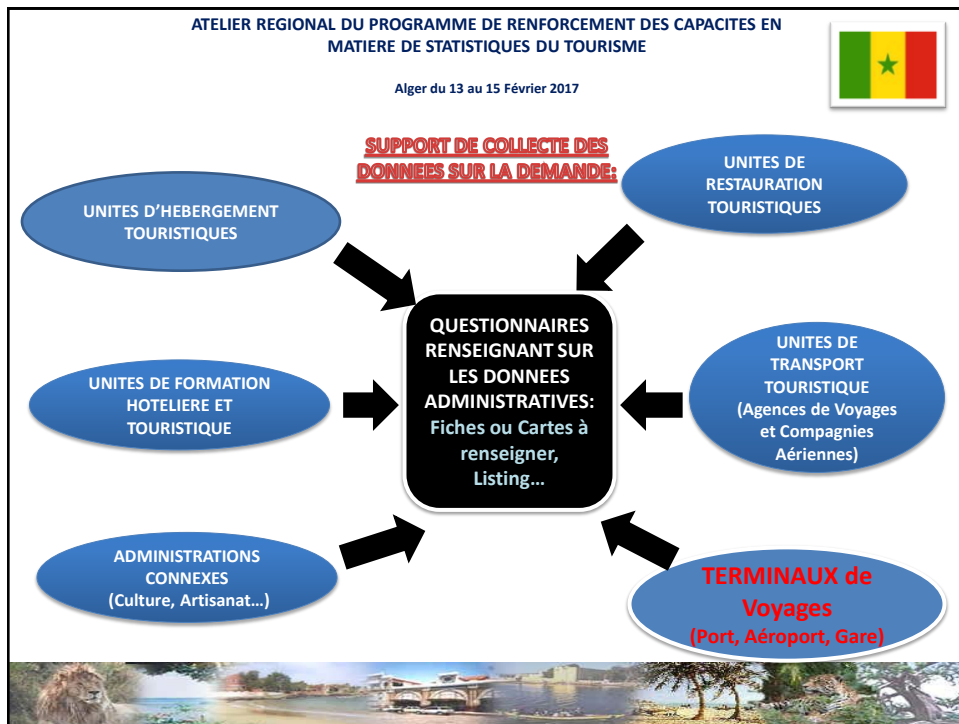 ATELIER REGIONAL DU PROGRAMME DE RENFORCEMENT DES CAPACITES EN
MATIERE DE STATISTIQUES DU TOURISME
Alger du 13 au 15 Février 2017
SUPPORT DE COLLECTE DES
DONNEES SUR LA DEMANDE:
UNITES D’HEBERGEMENT
TOURISTIQUES
UNITES DE
RESTAURATION
TOURISTIQUES
UNITES DE FORMATION
HOTELIERE ET
TOURISTIQUE
QUESTIONNAIRES
RENSEIGNANT SUR
LES DONNEES
ADMINISTRATIVES:
Fiches ou Cartes à
renseigner,
Listing…
UNITES DE
TRANSPORT
TOURISTIQUE
(Agences de Voyages
et Compagnies
Aériennes)
ADMINISTRATIONS
CONNEXES
(Culture, Artisanat…)
TERMINAUX de
Voyages
(Port, Aéroport, Gare)